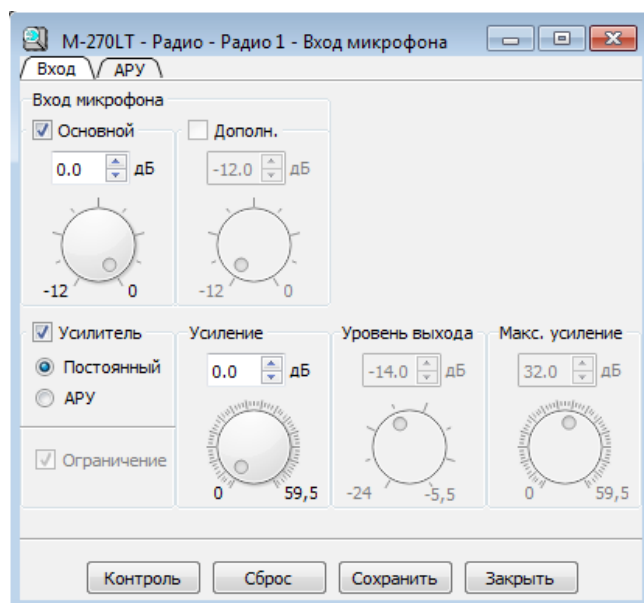 M-270LT - Радио - Радио 1 - Вход микрофона
Вход АРУ
Вход микрофона
Основной Дополн.
0.0 дБ -12.0 дБ
-12 0 -12 0
Усилитель Усиление Уровень выхода Макс. усиление
Постоянный 0.0 дБ -14.0 дБ 32.0 дБ
АРУ
Ограничение
0 59,5 -24 -5,5 0 59,5
Контроль Сброс Сохранить Закрыть